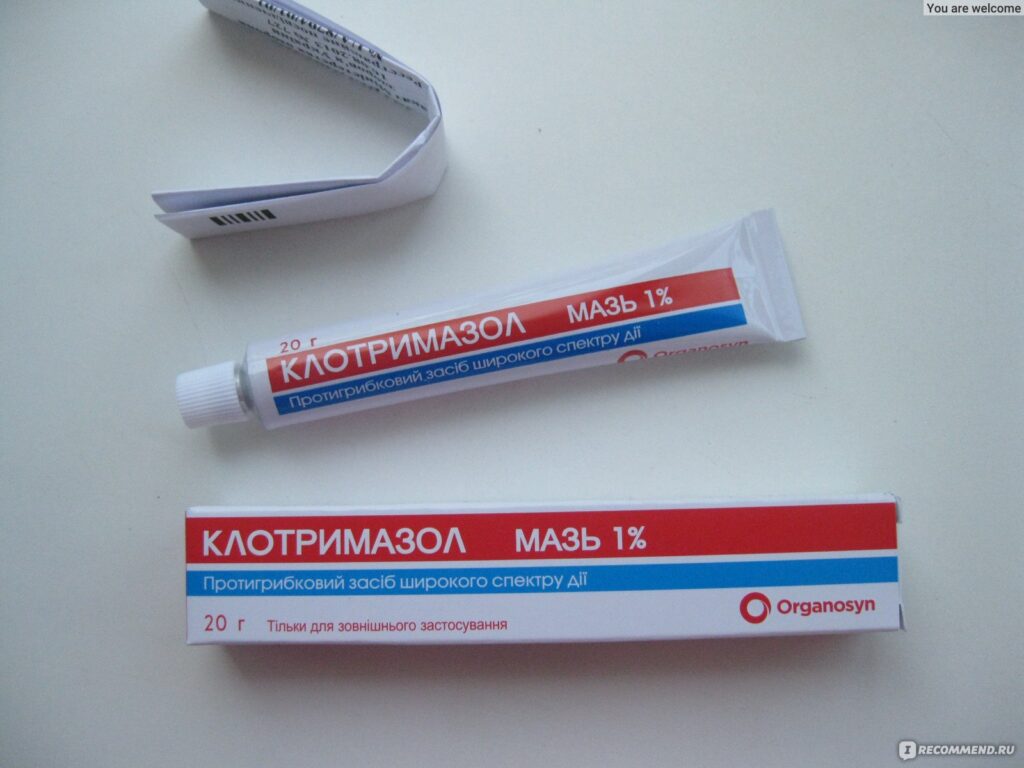 You are welcome
20 г
КЛОТРИМАЗОЛ МАЗЬ 1%
Протигрибковий засіб широкого спектру дії
Organosyn
КЛОТРИМАЗОЛ МАЗЬ 1%
Протигрибковий засіб широкого спектру дії
20 г Тільки для зовнішнього застосування
Organosyn
IRECOMMEND.RU